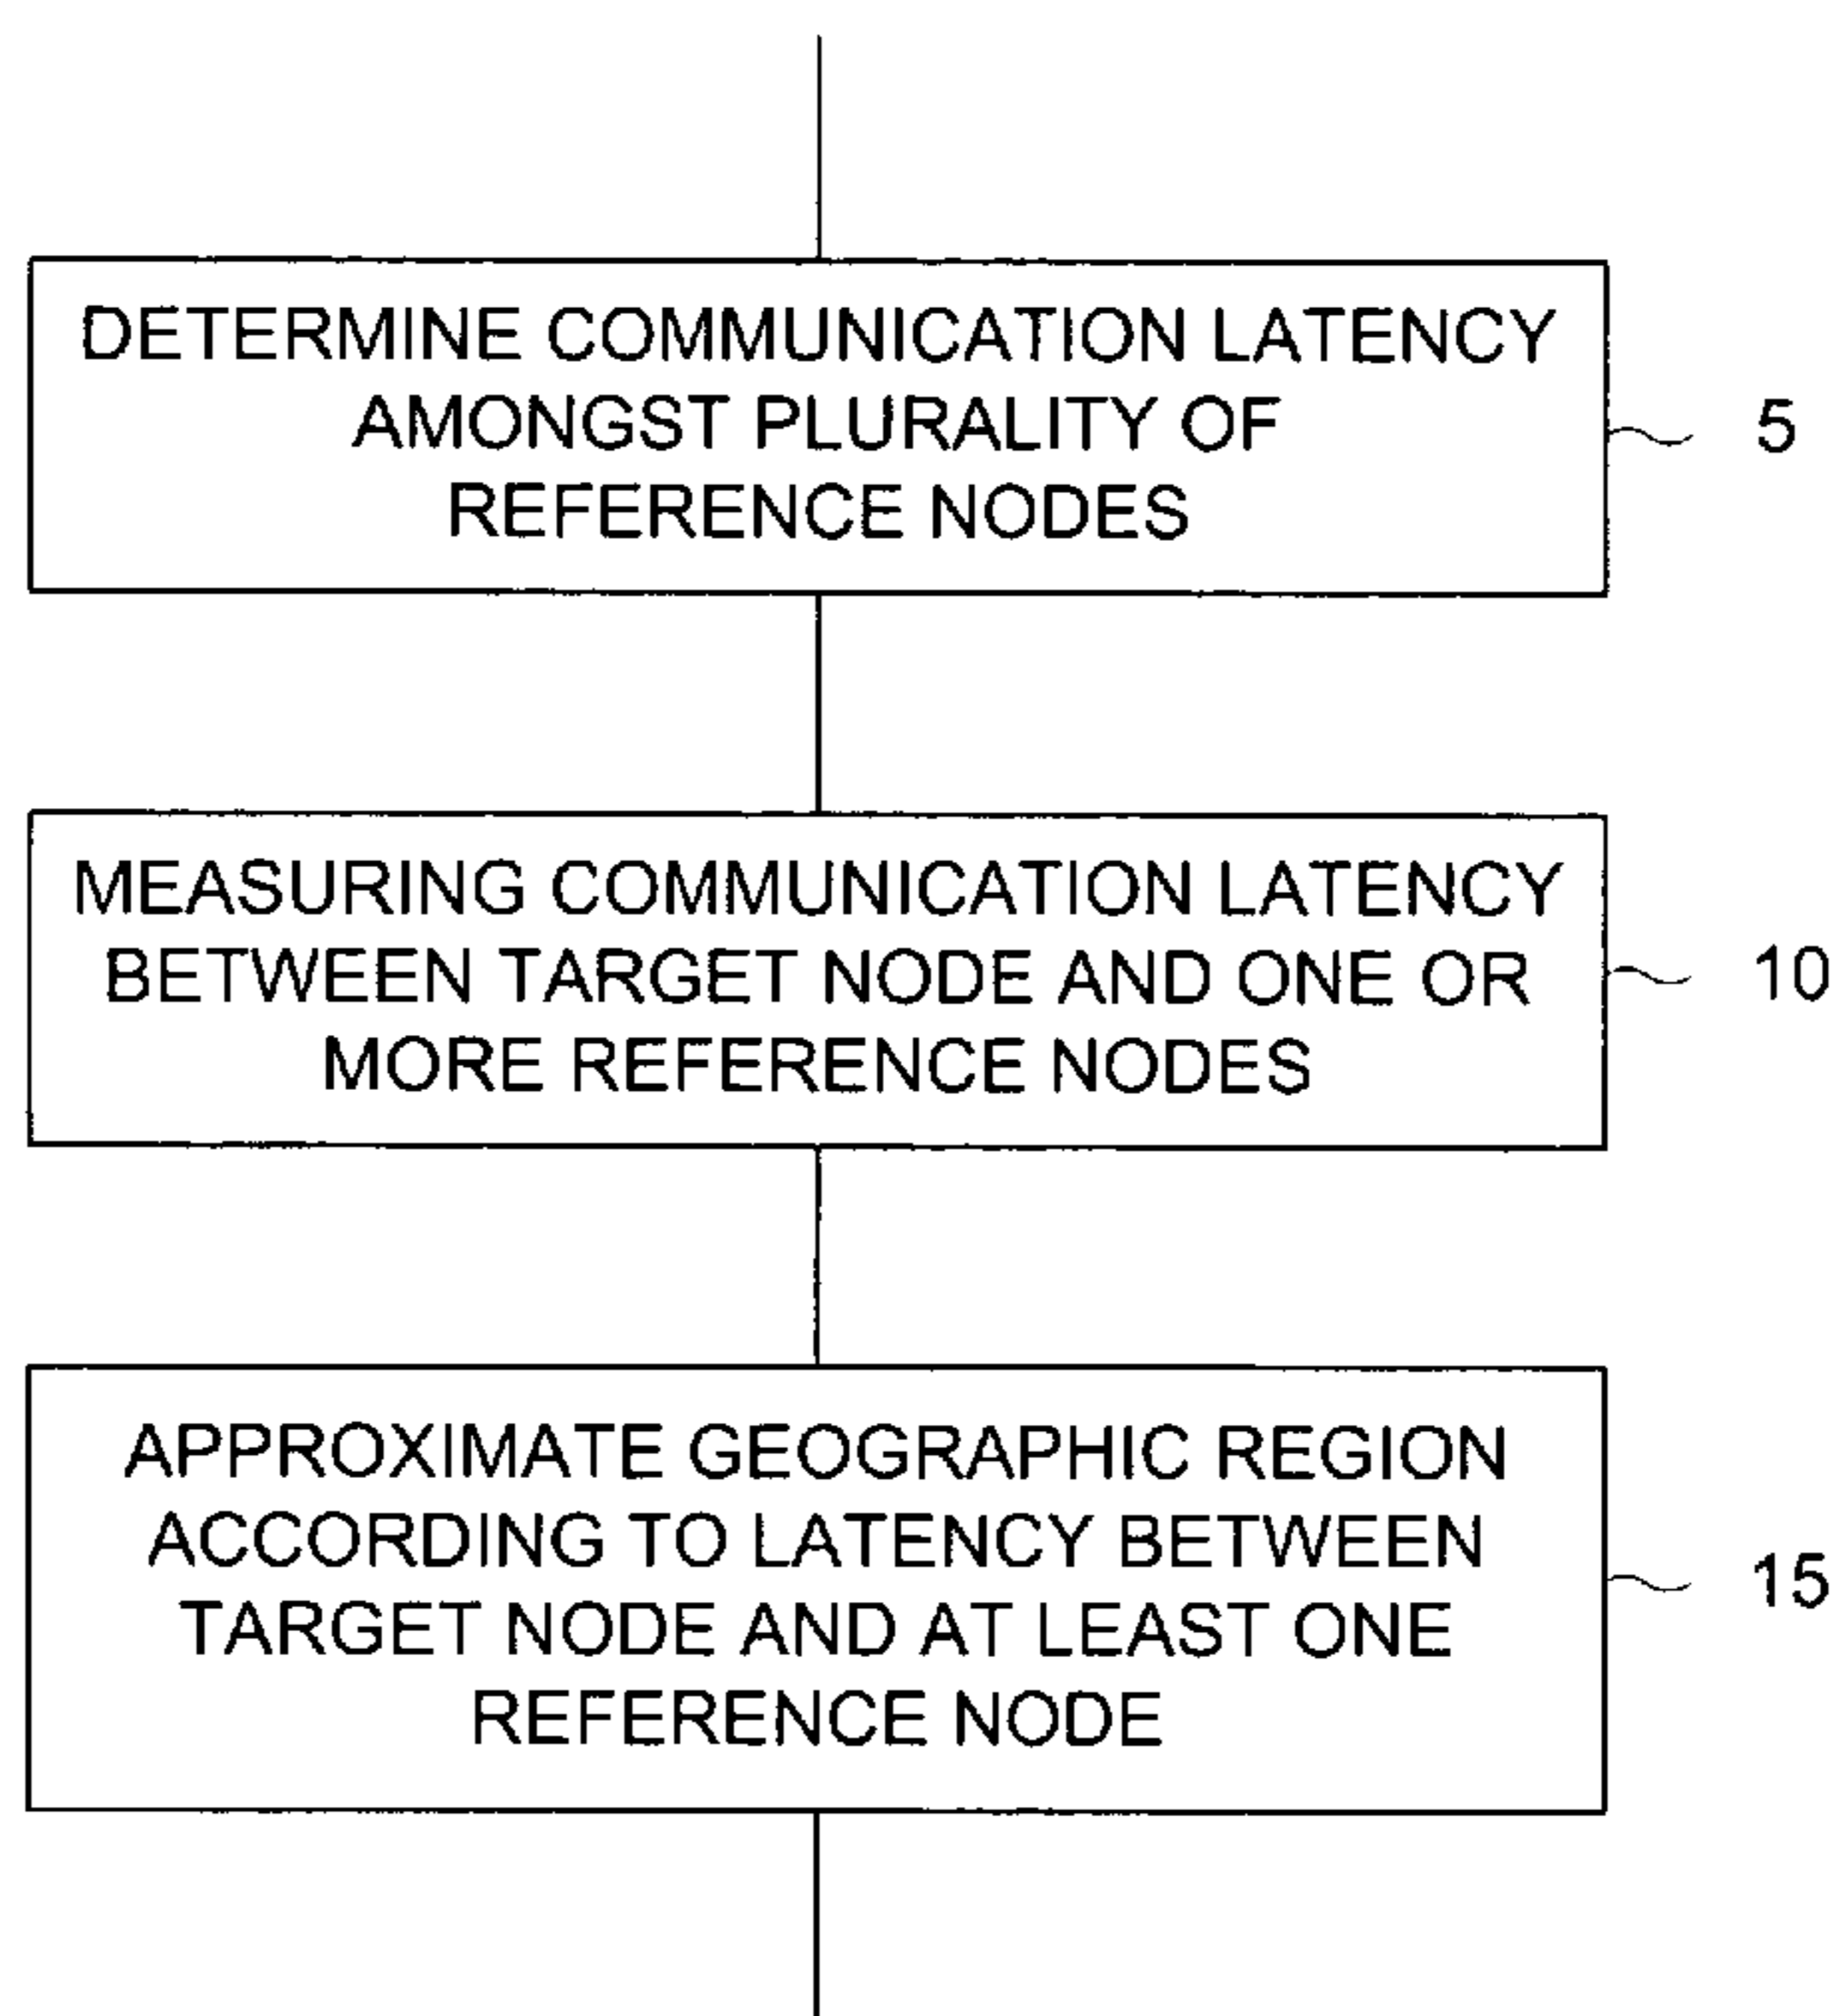 DETERMINE COMMUNICATION LATENCY
AMONGST PLURALITY OF
REFERENCE NODES
5
MEASURING COMMUNICATION LATENCY
BETWEEN TARGET NODE AND ONE OR
MORE REFERENCE NODES
10
APPROXIMATE GEOGRAPHIC REGION
ACCORDING TO LATENCY BETWEEN
TARGET NODE AND AT LEAST ONE
REFERENCE NODE
15